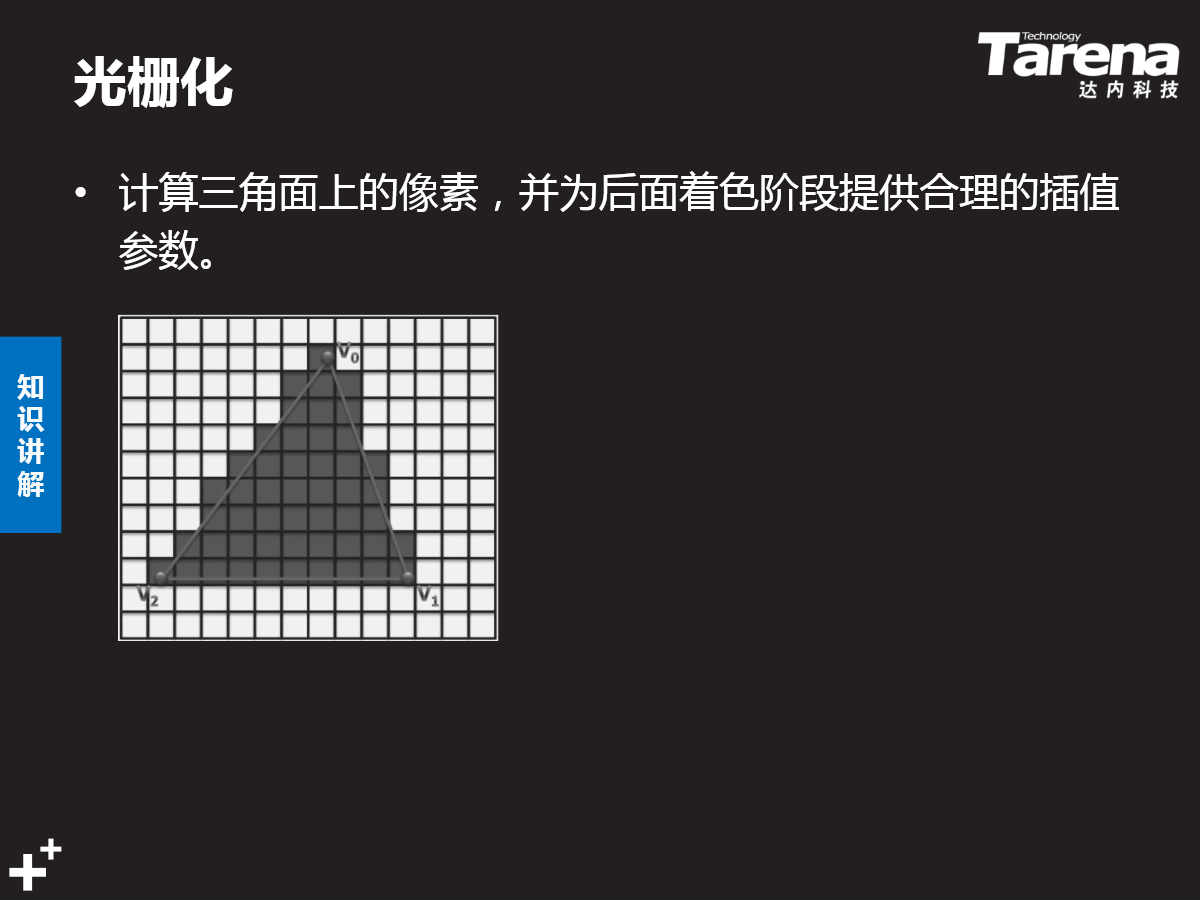 Technology
Tarena
达内科技
光栅化
• 计算三角面上的像素，并为后面着色阶段提供合理的插值
参数。
知
识
讲
解
V0
V2
V1